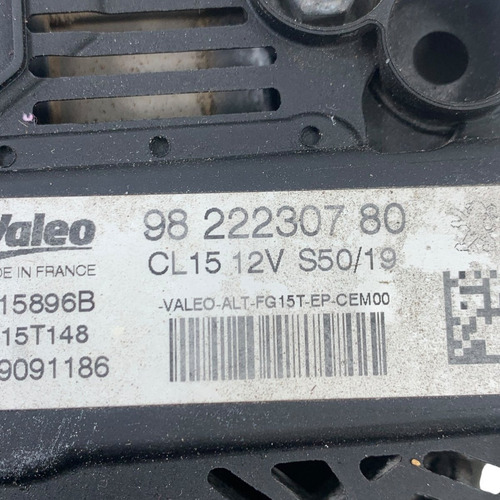 Valeo
98 222307 80
DE IN FRANCE
CL15 12V S50/19
15896B
-VALEO-ALT-FG15T-EP-CEM00
15T148
9091186